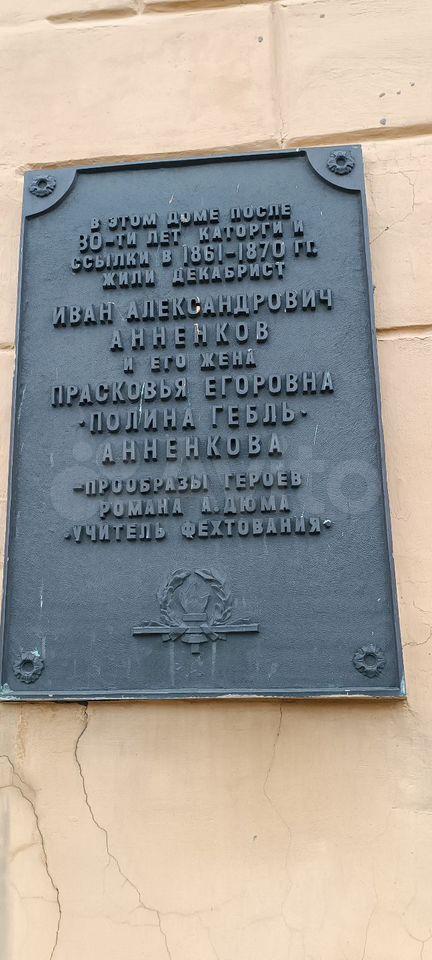 В ЭТОМ ДОМЕ ПОСЛЕ
30-ТИ ЛЕТ КАТОРГИ И
ССЫЛКИ В 1861-1870 ГГ.
ЖИЛИ ДЕКАБРИСТ
ИВАН АЛЕКСАНДРОВИЧ
АННЕНКОВ
И ЕГО ЖЕНА
ПРАСКОВЬЯ ЕГОРОВНА
·ПОЛИНА ГЕБЛЬ·
АННЕНКОВА
-ПРООБРАЗЫ ГЕРОЕВ
РОМАНА А. ДЮМА
·УЧИТЕЛЬ ФЕХТОВАНИЯ·
Avito